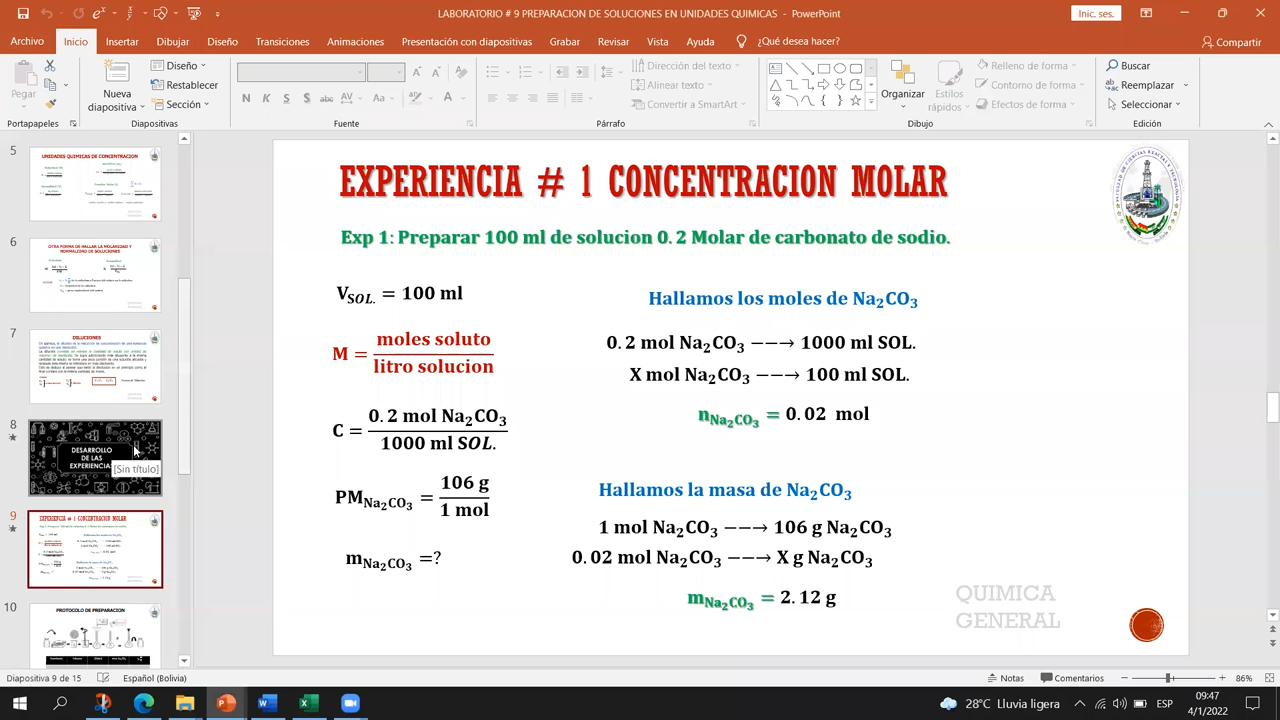 LABORATORIO # 9 PREPARACION DE DISOLUCIONES EN UNIDADES QUIMICAS - PowerPoint
Inic. ses.
Archivo Inicio Insertar Dibujar Diseño Transiciones Animaciones Presentación con diapositivas Grabar Revisar Vista Ayuda ¿Qué desea hacer? Compartir
Pegar
Nueva diapositiva
Diseño
Restablecer
Sección
Dirección del texto
Alinear texto
Convertir a SmartArt
Organizar
Estilos rápidos
Relleno de forma
Contorno de forma
Efectos de forma
Buscar
Reemplazar
Seleccionar
Portapapeles Diapositivas Fuente Párrafo Dibujo Edición
5
UNIDADES QUIMICAS DE CONCENTRACION
6
OTRA FORMA DE HALLAR LA MOLARIDAD Y
NORMALIDAD DE SOLUCIONES
7
DILUCIONES
DESARROLLO
DE LAS
EXPERIENCIAS
[Sin título]
9
EXPERIENCIA # 1 CONCENTRACION MOLAR
10
PROTOCOLO DE PREPARACION
EXPERIENCIA # 1 CONCENTRACION MOLAR
Exp 1: Preparar 100 ml de solucion 0. 2 Molar de carbonato de sodio.
V_SOL. = 100 ml
M = moles soluto / litro solucion
C = 0. 2 mol Na₂CO₃ / 1000 ml SOL.
PM_Na₂CO₃ = 106 g / 1 mol
m_Na₂CO₃ =?
Hallamos los moles de Na₂CO₃
0. 2 mol Na₂CO₃ −−→ 1000 ml SOL.
X mol Na₂CO₃ −−→ 100 ml SOL.
n_Na₂CO₃ = 0. 02 mol
Hallamos la masa de Na₂CO₃
1 mol Na₂CO₃ −−→ 106 g Na₂CO₃
0. 02 mol Na₂CO₃ −−→ X g Na₂CO₃
m_Na₂CO₃ = 2. 12 g
QUIMICA
GENERAL
Diapositiva 9 de 15 Español (Bolivia) Notas Comentarios 86%
28°C Lluvia ligera ESP 09:47
4/1/2022